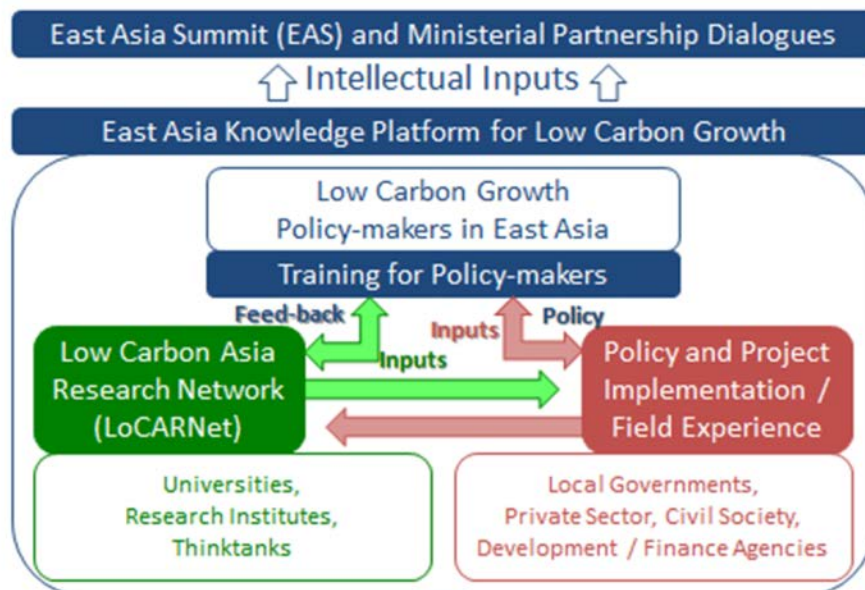 East Asia Summit (EAS) and Ministerial Partnership Dialogues
Intellectual Inputs
East Asia Knowledge Platform for Low Carbon Growth
Low Carbon Growth
Policy-makers in East Asia
Training for Policy-makers
Feed-back
Inputs
Policy
Inputs
Low Carbon Asia
Research Network
(LoCARNet)
Policy and Project
Implementation /
Field Experience
Universities,
Research Institutes,
Thinktanks
Local Governments,
Private Sector, Civil Society,
Development / Finance Agencies